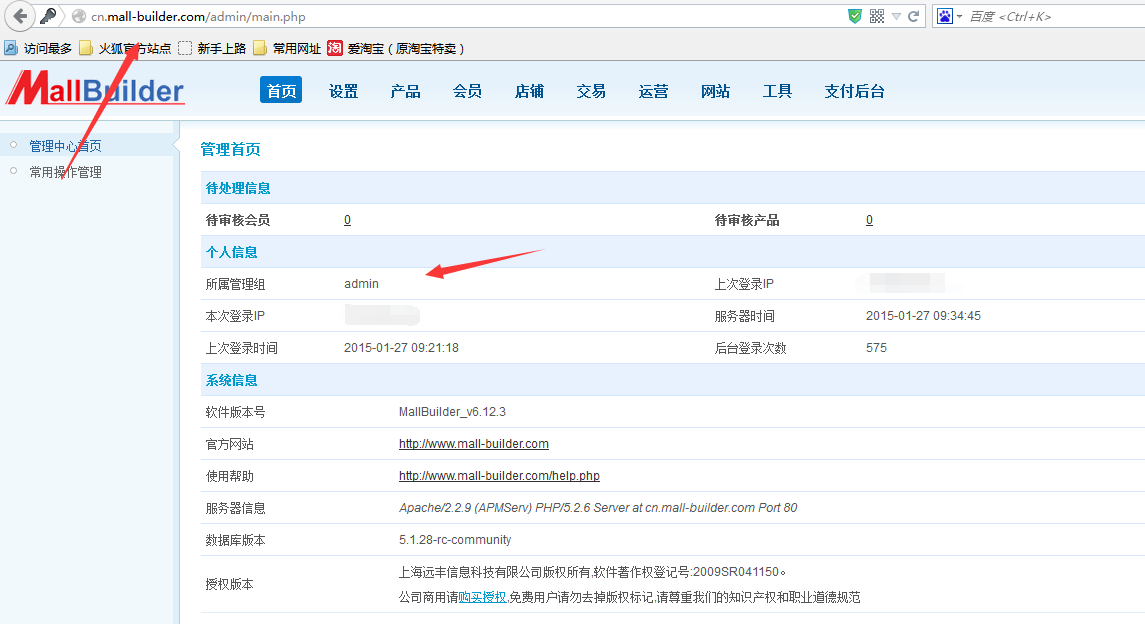 cn.mall-builder.com/admin/main.php
百度 <Ctrl+K>
访问最多 火狐官方站点 新手上路 常用网址 淘 爱淘宝（原淘宝特卖）
MallBuilder 首页 设置 产品 会员 店铺 交易 运营 网站 工具 支付后台
管理中心首页
常用操作管理
管理首页
待处理信息
待审核会员 0 待审核产品 0
个人信息
所属管理组 admin 上次登录IP
本次登录IP 服务器时间 2015-01-27 09:34:45
上次登录时间 2015-01-27 09:21:18 后台登录次数 575
系统信息
软件版本号 MallBuilder_v6.12.3
官方网站 http://www.mall-builder.com
使用帮助 http://www.mall-builder.com/help.php
服务器信息 Apache/2.2.9 (APMServ) PHP/5.2.6 Server at cn.mall-builder.com Port 80
数据库版本 5.1.28-rc-community
授权版本 上海远丰信息科技有限公司版权所有,软件著作权登记号:2009SR041150。
公司商用请购买授权,免费用户请勿去掉版权标记,请尊重我们的知识产权和职业道德规范